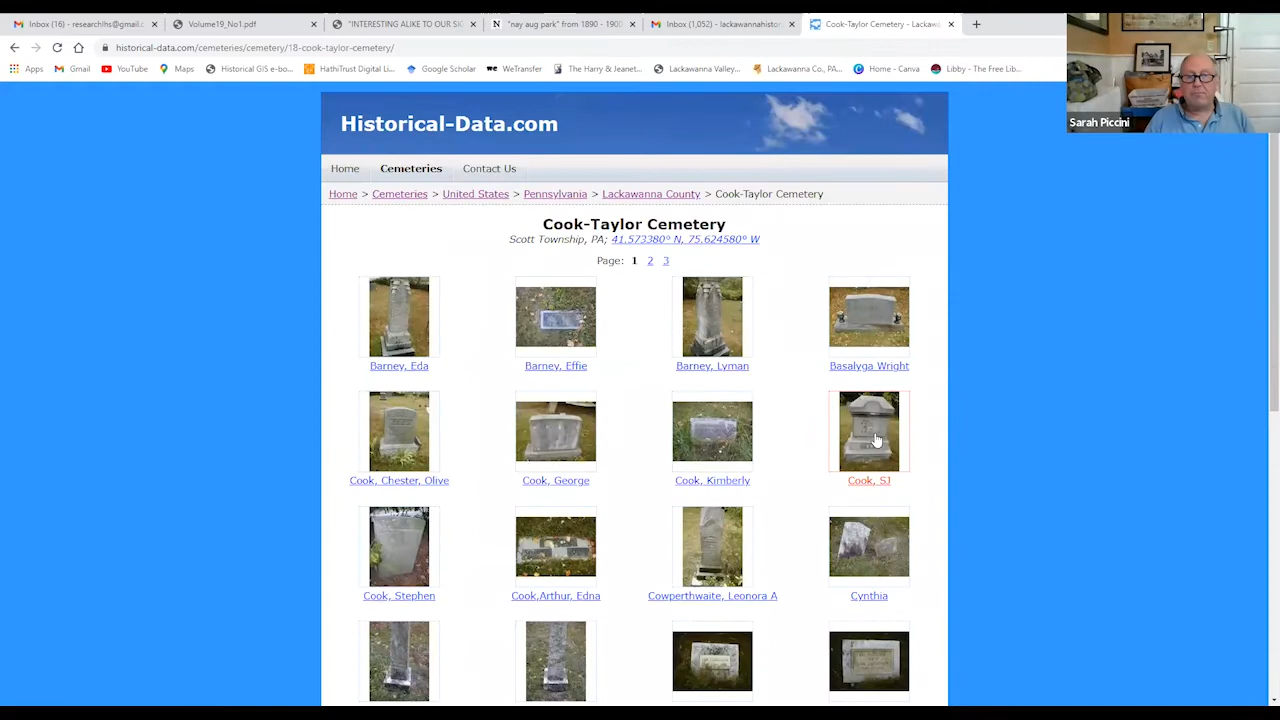 Inbox (16) - researchlhs@gmail.c
Volume19_No1.pdf
"INTERESTING ALIKE TO OUR SIG
"nay aug park" from 1890 - 1900
Inbox (1,052) - lackawannahistor
Cook-Taylor Cemetery - Lackaw
historical-data.com/cemeteries/cemetery/18-cook-taylor-cemetery/
Apps
Gmail
YouTube
Maps
Historical GIS e-bo...
HathiTrust Digital Li...
Google Scholar
WeTransfer
The Harry & Jeanet...
Lackawanna Valley...
Lackawanna Co., PA...
Home - Canva
Libby - The Free Lib...
Sarah Piccini
Historical-Data.com
Home Cemeteries Contact Us
Home > Cemeteries > United States > Pennsylvania > Lackawanna County > Cook-Taylor Cemetery
Cook-Taylor Cemetery
Scott Township, PA; 41.573380° N, 75.624580° W
Page: 1 2 3
Barney, Eda
Barney, Effie
Barney, Lyman
Basalyga Wright
Cook, Chester, Olive
Cook, George
Cook, Kimberly
Cook, SJ
Cook, Stephen
Cook,Arthur, Edna
Cowperthwaite, Leonora A
Cynthia